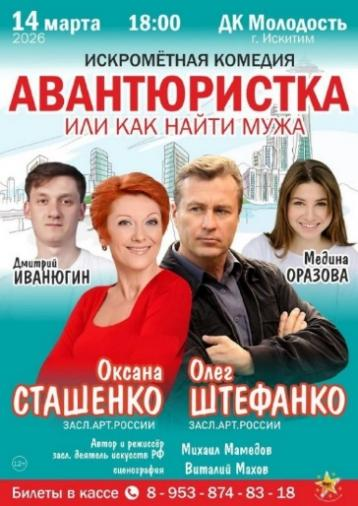 14 марта 18:00 ДК Молодость
2026 г. Искитим
ИСКРОМЁТНАЯ КОМЕДИЯ
АВАНТЮРИСТКА
ИЛИ КАК НАЙТИ МУЖА
Дмитрий
ИВАНЮГИН
Медина
ОРАЗОВА
Оксана
СТАШЕНКО
ЗАСЛ.АРТ.РОССИИ
Олег
ШТЕФАНКО
ЗАСЛ.АРТ.РОССИИ
Автор и режиссёр
засл. деятель искусств РФ Михаил Мамедов
сценография Виталий Махов
12+
Билеты в кассе 8 - 953 - 874 - 83 - 18